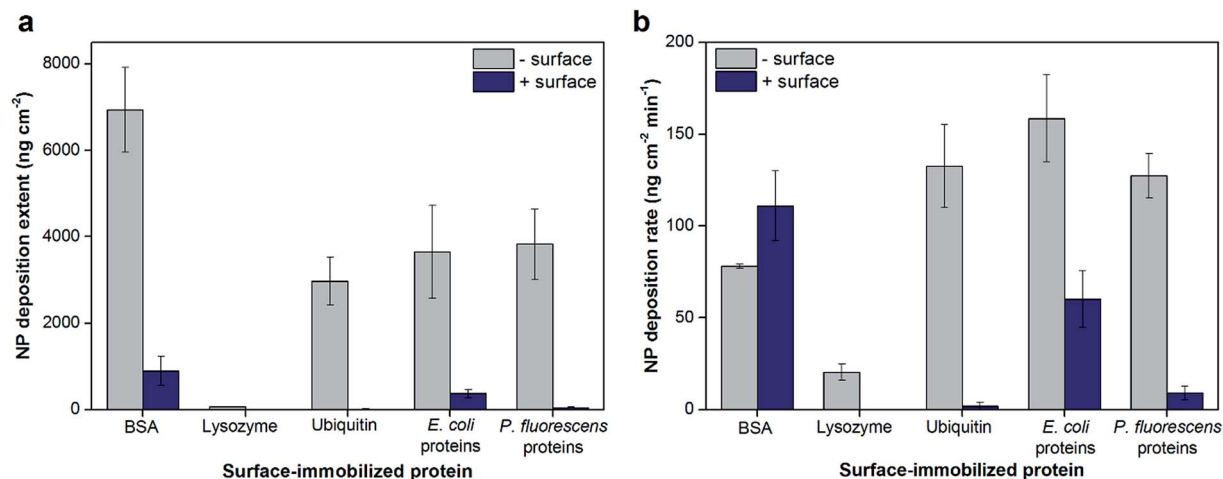 a
NP deposition extent (ng cm⁻²)
8000
6000
4000
2000
0
- surface
+ surface
BSA
Lysozyme
Ubiquitin
E. coli
proteins
P. fluorescens
proteins
Surface-immobilized protein
b
NP deposition rate (ng cm⁻² min⁻¹)
200
150
100
50
0
- surface
+ surface
BSA
Lysozyme
Ubiquitin
E. coli
proteins
P. fluorescens
proteins
Surface-immobilized protein